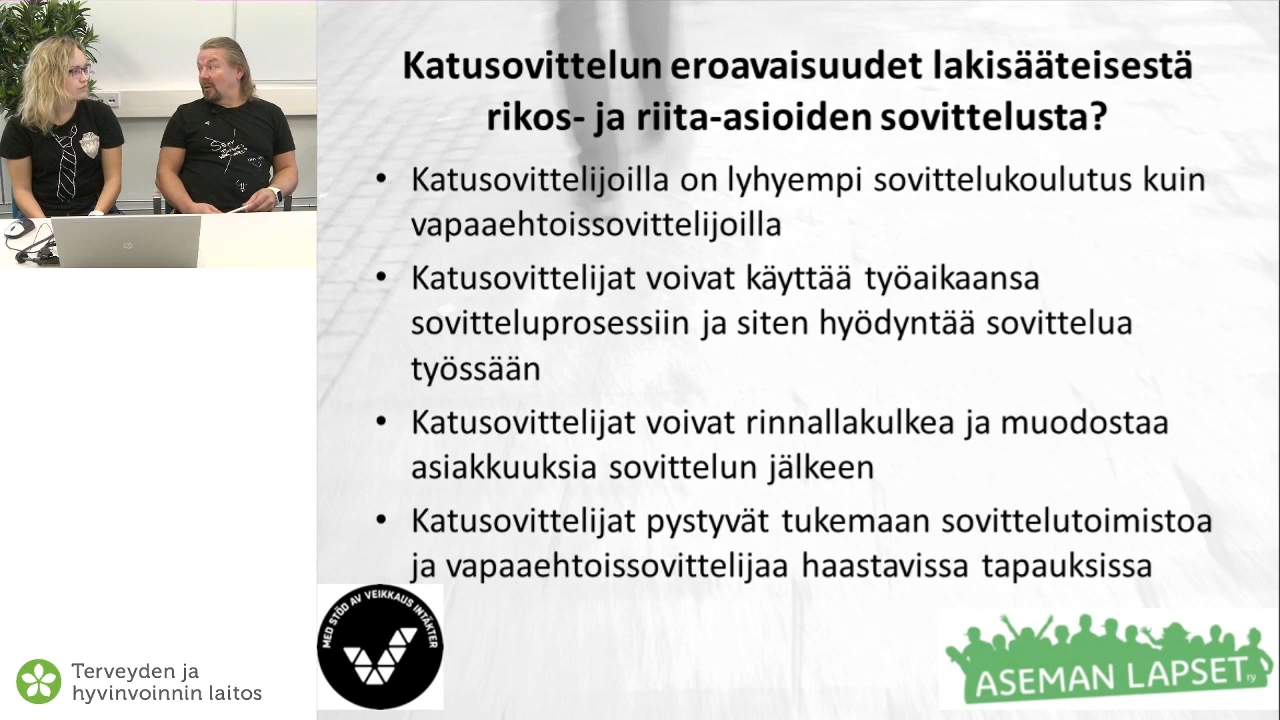 Katusovittelun eroavaisuudet lakisääteisestä
rikos- ja riita-asioiden sovittelusta?
• Katusovittelijoilla on lyhyempi sovittelukoulutus kuin
vapaaehtoissovittelijoilla
• Katusovittelijat voivat käyttää työaikaansa
sovitteluprosessiin ja siten hyödyntää sovittelua
työssään
• Katusovittelijat voivat rinnallakulkea ja muodostaa
asiakkuuksia sovittelun jälkeen
• Katusovittelijat pystyvät tukemaan sovittelutoimistoa
ja vapaaehtoissovittelijaa haastavissa tapauksissa
MED STÖD AV VEIKKAUS INTÄKTER
ASEMAN LAPSET ry
Terveyden ja
hyvinvoinnin laitos